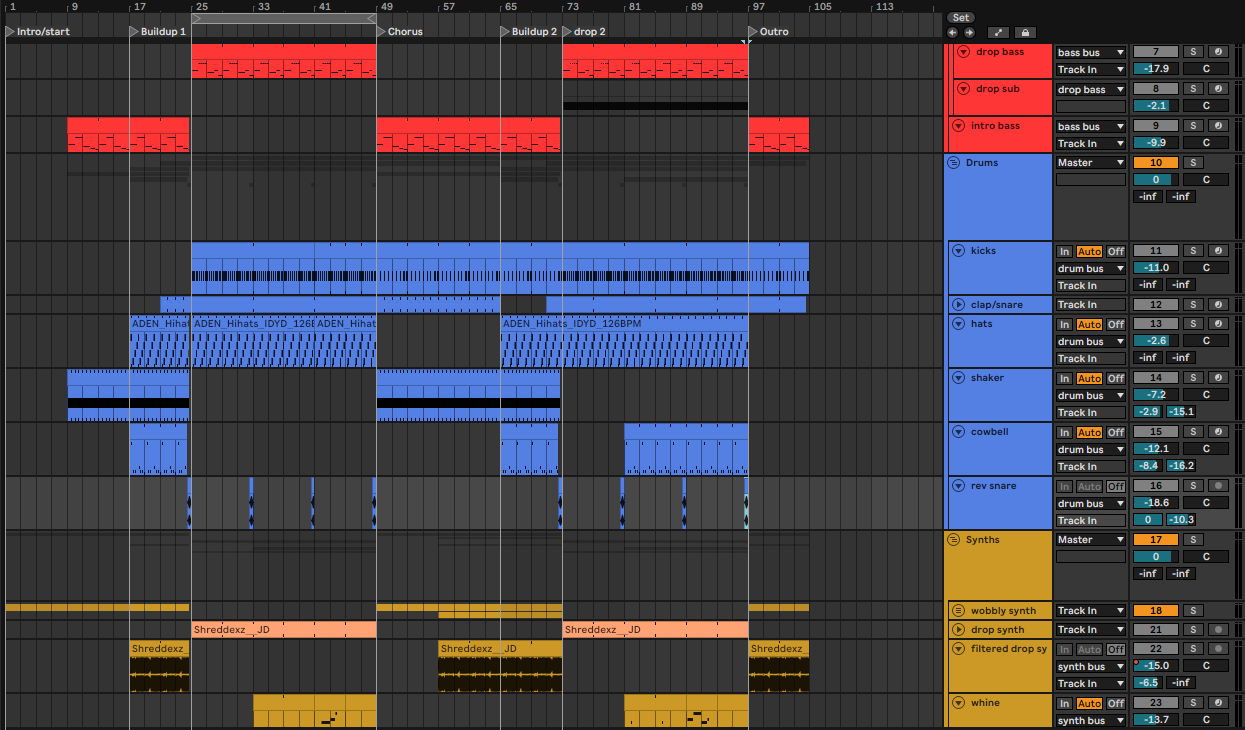 1 9 17 25 33 41 49 57 65 73 81 89 97 105 113
Set
Intro/start Buildup 1 Chorus Buildup 2 drop 2 Outro
drop bass bass bus 7 S
Track In -17.9 C
drop sub drop bass 8 S
-2.1 C
intro bass bass bus 9 S
Track In -9.9 C
Drums Master 10 S
0 C
-inf -inf
kicks In Auto Off 11 S
drum bus -11.0 C
Track In -inf -inf
clap/snare Track In 12 S
ADEN_Hihat ADEN_Hihats_IDYD_126B ADEN_Hihat ADEN_Hihats_IDYD_126BPM hats In Auto Off 13 S
drum bus -2.6 C
Track In -inf -inf
shaker In Auto Off 14 S
drum bus -7.2 C
Track In -2.9 -15.1
cowbell In Auto Off 15 S
drum bus -12.1 C
Track In -8.4 -16.2
rev snare In Auto Off 16 S
drum bus -18.6 C
Track In 0 -10.3
Synths Master 17 S
0 C
-inf -inf
wobbly synth Track In 18 S
Shreddexz__JD Shreddexz__JD drop synth Track In 21 S
Shreddexz_ Shreddexz__JD Shreddexz_ filtered drop sy In Auto Off 22 S
synth bus -15.0 C
Track In -6.5 -inf
whine In Auto Off 23 S
synth bus -13.7 C